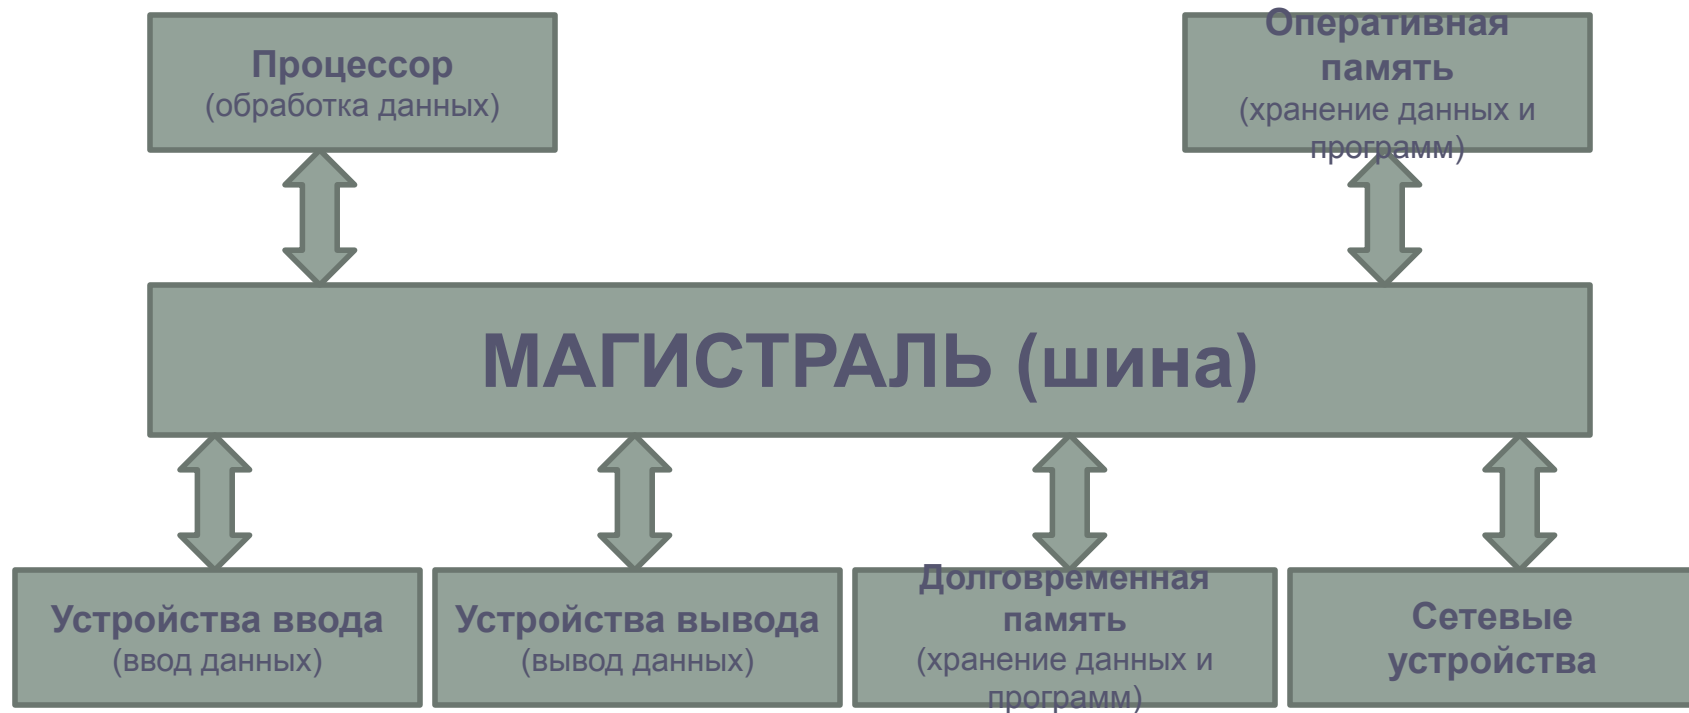 Процессор
(обработка данных)
Оперативная
память
(хранение данных и
программ)
МАГИСТРАЛЬ (шина)
Устройства ввода
(ввод данных)
Устройства вывода
(вывод данных)
Долговременная
память
(хранение данных и
программ)
Сетевые
устройства